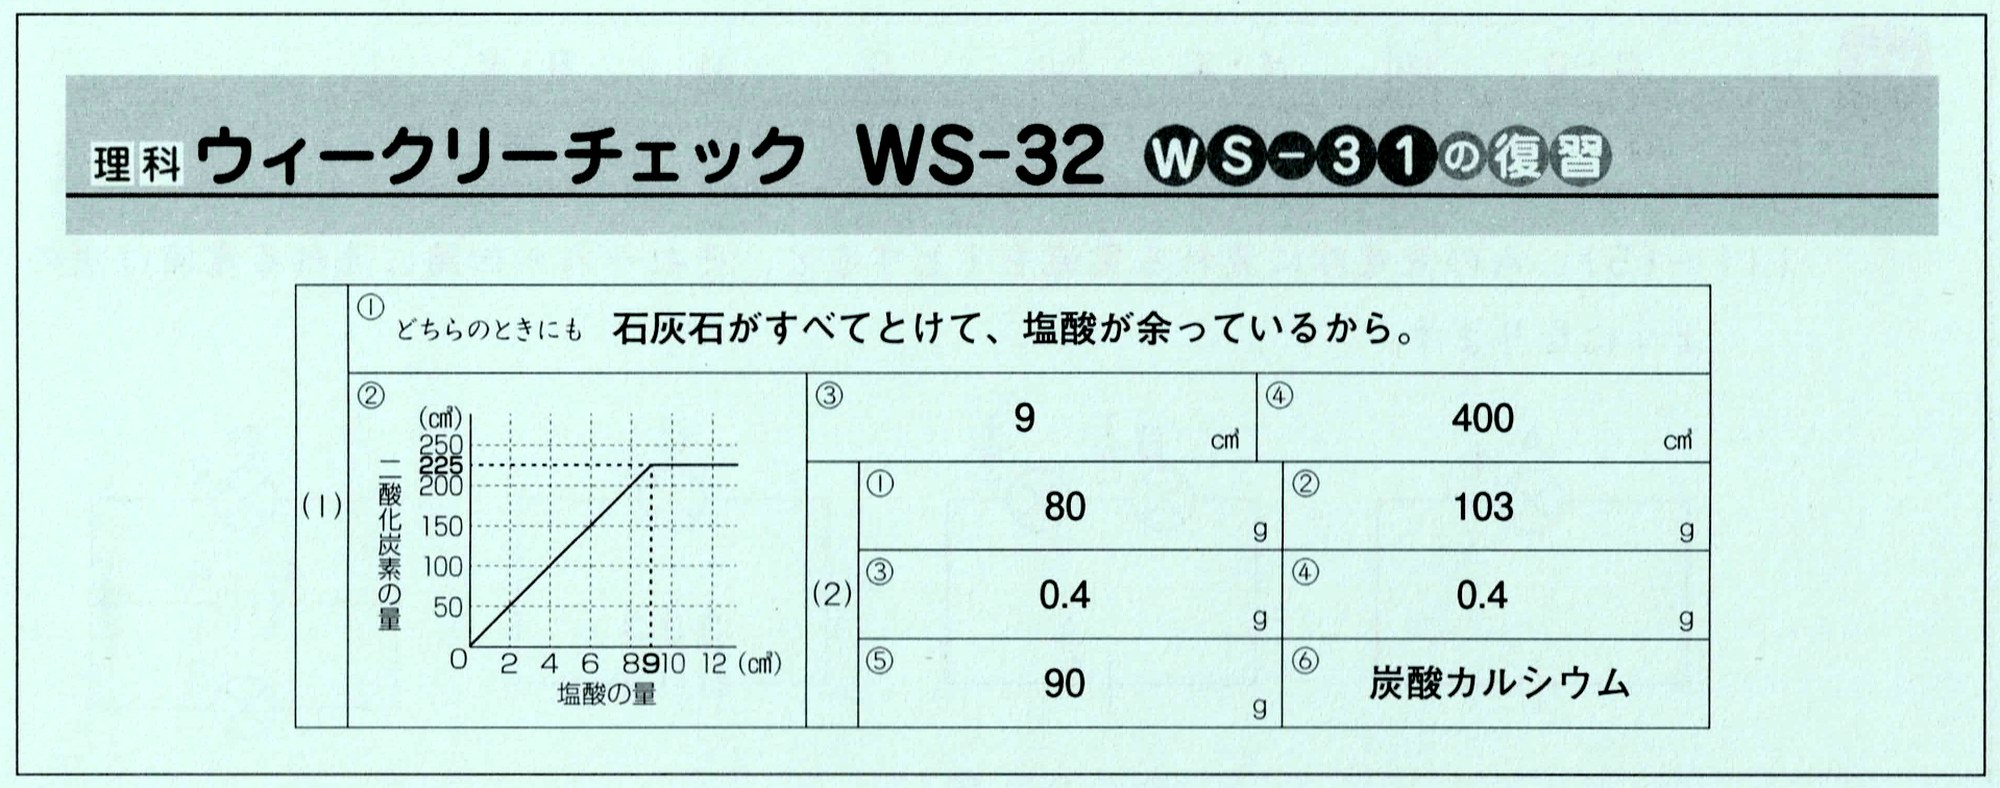 理科 ウィークリーチェック WS-32 WS-31の復習
(1)
① どちらのときにも 石灰石がすべてとけて、塩酸が余っているから。
②
(cm³)
250
225
200
150
100
50
0 2 4 6 8 9 10 12 (cm³)
二酸化炭素の量
塩酸の量
③ 9 cm³
④ 400 cm³
(2)
① 80 g
② 103 g
③ 0.4 g
④ 0.4 g
⑤ 90 g
⑥ 炭酸カルシウム